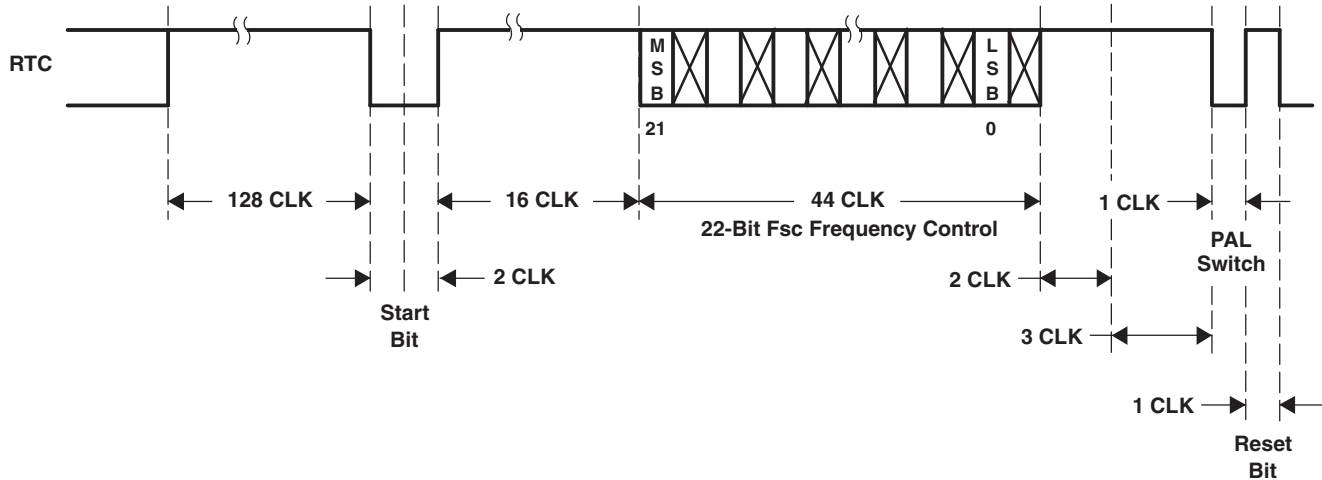 RTC
M
S
B
L
S
B
21
0
128 CLK
16 CLK
44 CLK
1 CLK
22-Bit Fsc Frequency Control
PAL
Switch
2 CLK
2 CLK
Start
Bit
3 CLK
1 CLK
Reset
Bit